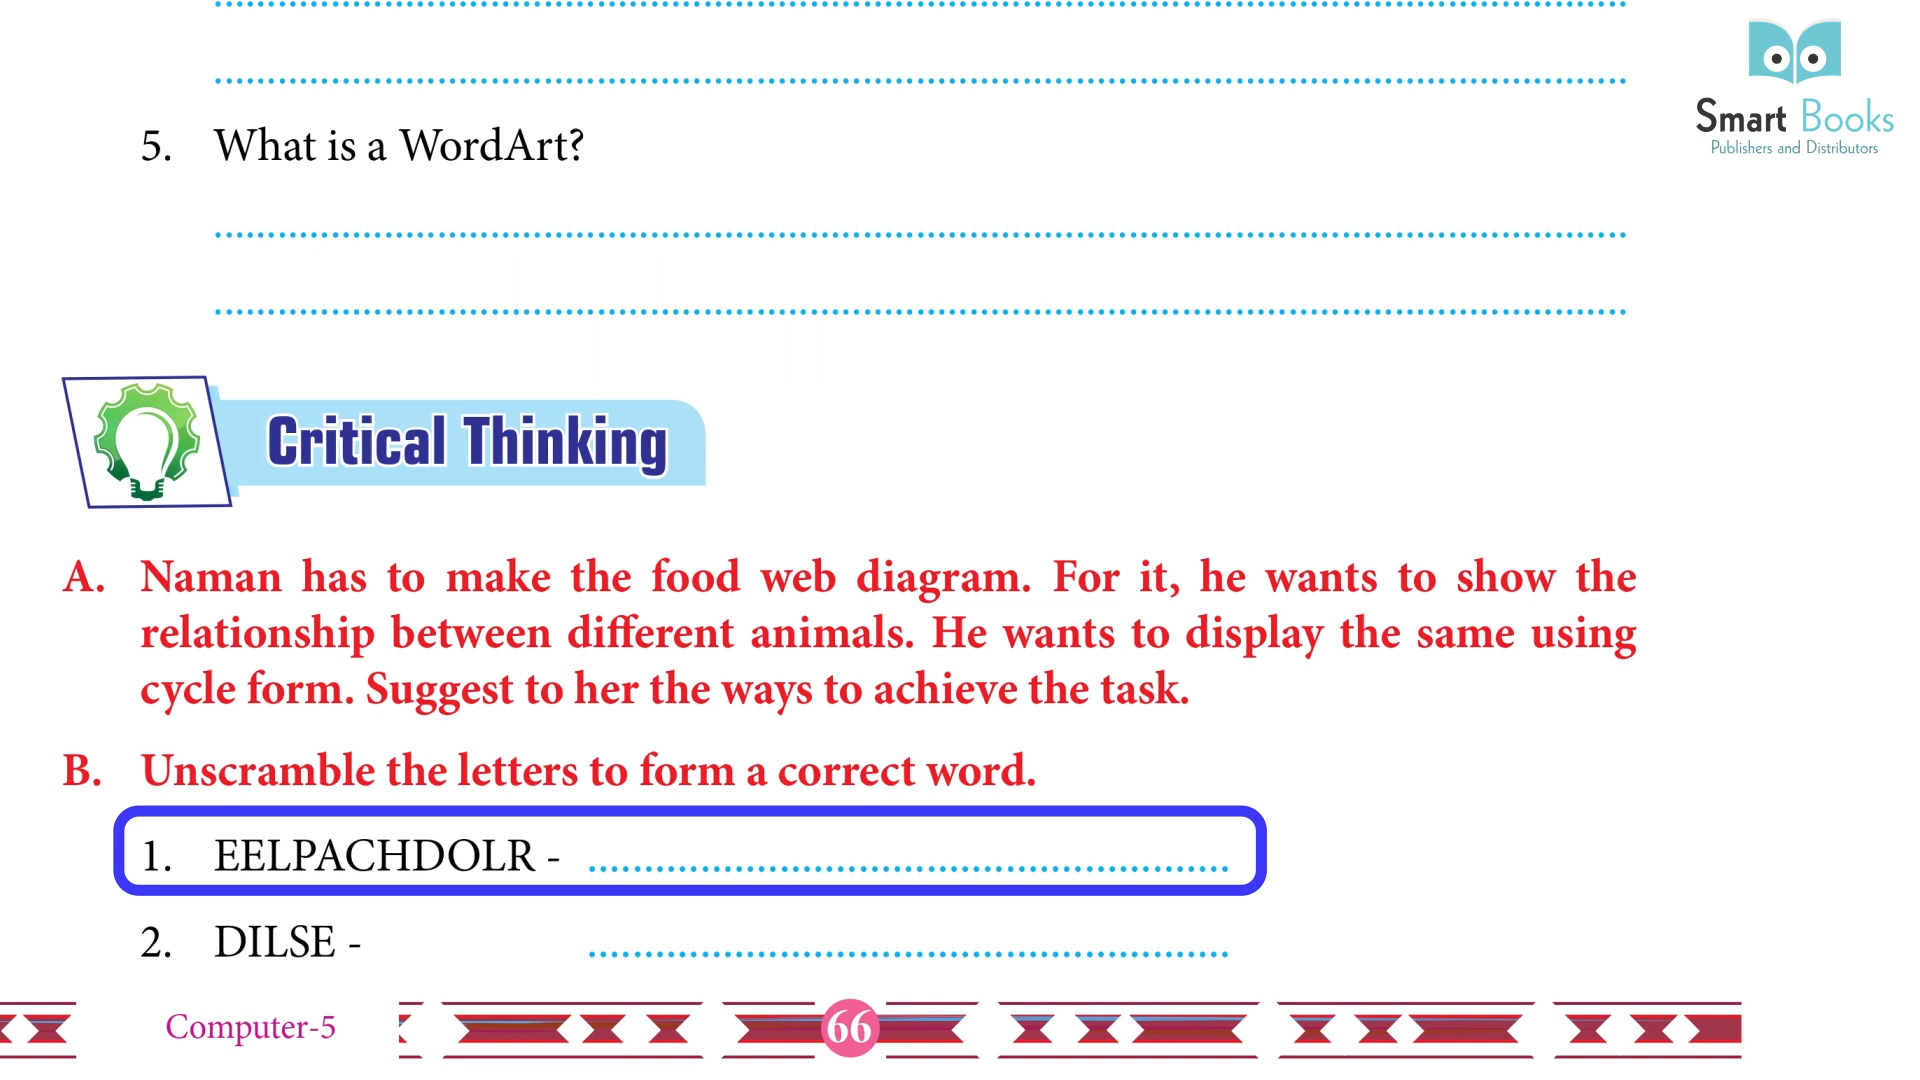 Smart Books
Publishers and Distributors
5. What is a WordArt?
Critical Thinking
A. Naman has to make the food web diagram. For it, he wants to show the
relationship between different animals. He wants to display the same using
cycle form. Suggest to her the ways to achieve the task.
B. Unscramble the letters to form a correct word.
1. EELPACHDOLR - ....................................................
2. DILSE - ....................................................
Computer-5
66